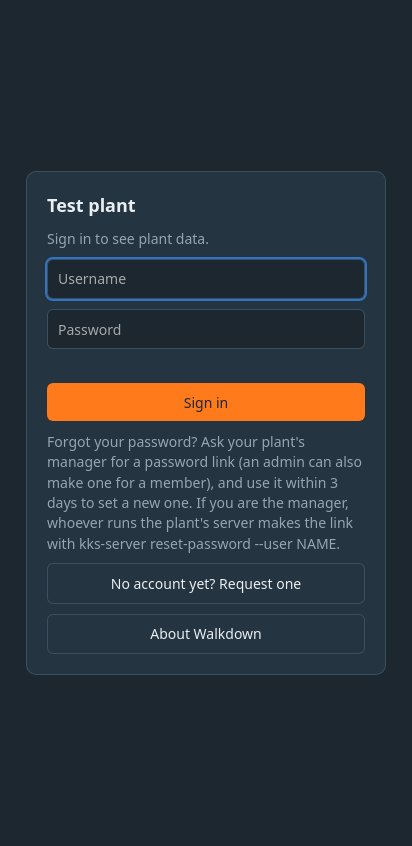 Test plant
Sign in to see plant data.
Username
Password
Sign in
Forgot your password? Ask your plant's
manager for a password link (an admin can also
make one for a member), and use it within 3
days to set a new one. If you are the manager,
whoever runs the plant's server makes the link
with kks-server reset-password --user NAME.
No account yet? Request one
About Walkdown